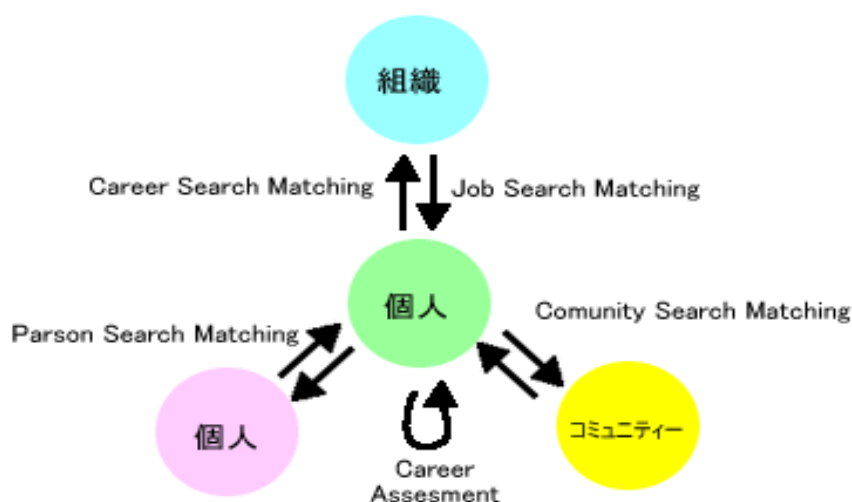 組織
Career Search Matching
Job Search Matching
個人
Comunity Search Matching
Parson Search Matching
個人
コミュニティー
Career
Assesment